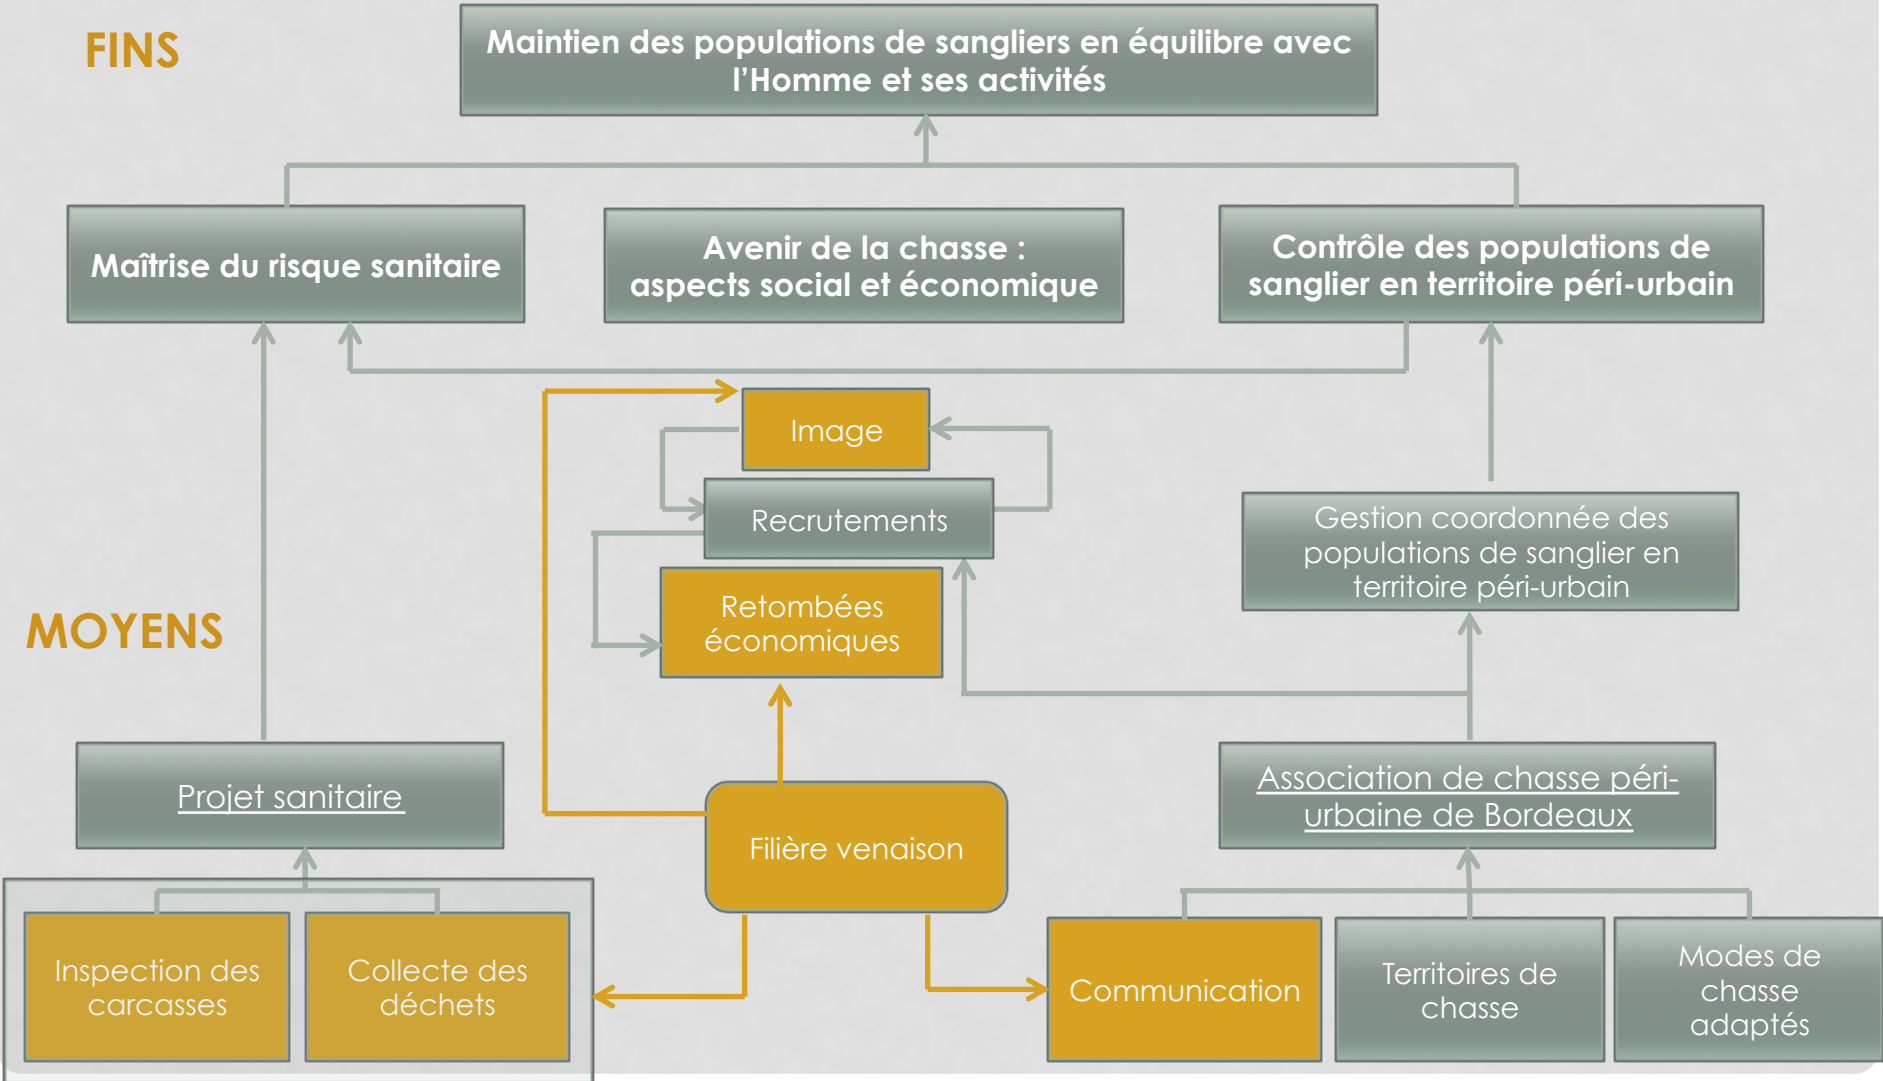 FINS
Maintien des populations de sangliers en équilibre avec
l'Homme et ses activités
Maîtrise du risque sanitaire
Avenir de la chasse :
aspects social et économique
Contrôle des populations de
sanglier en territoire péri-urbain
Image
Recrutements
Gestion coordonnée des
populations de sanglier en
territoire péri-urbain
Retombées
économiques
MOYENS
Projet sanitaire
Filière venaison
Association de chasse péri-
urbaine de Bordeaux
Inspection des
carcasses
Collecte des
déchets
Communication
Territoires de
chasse
Modes de
chasse
adaptés